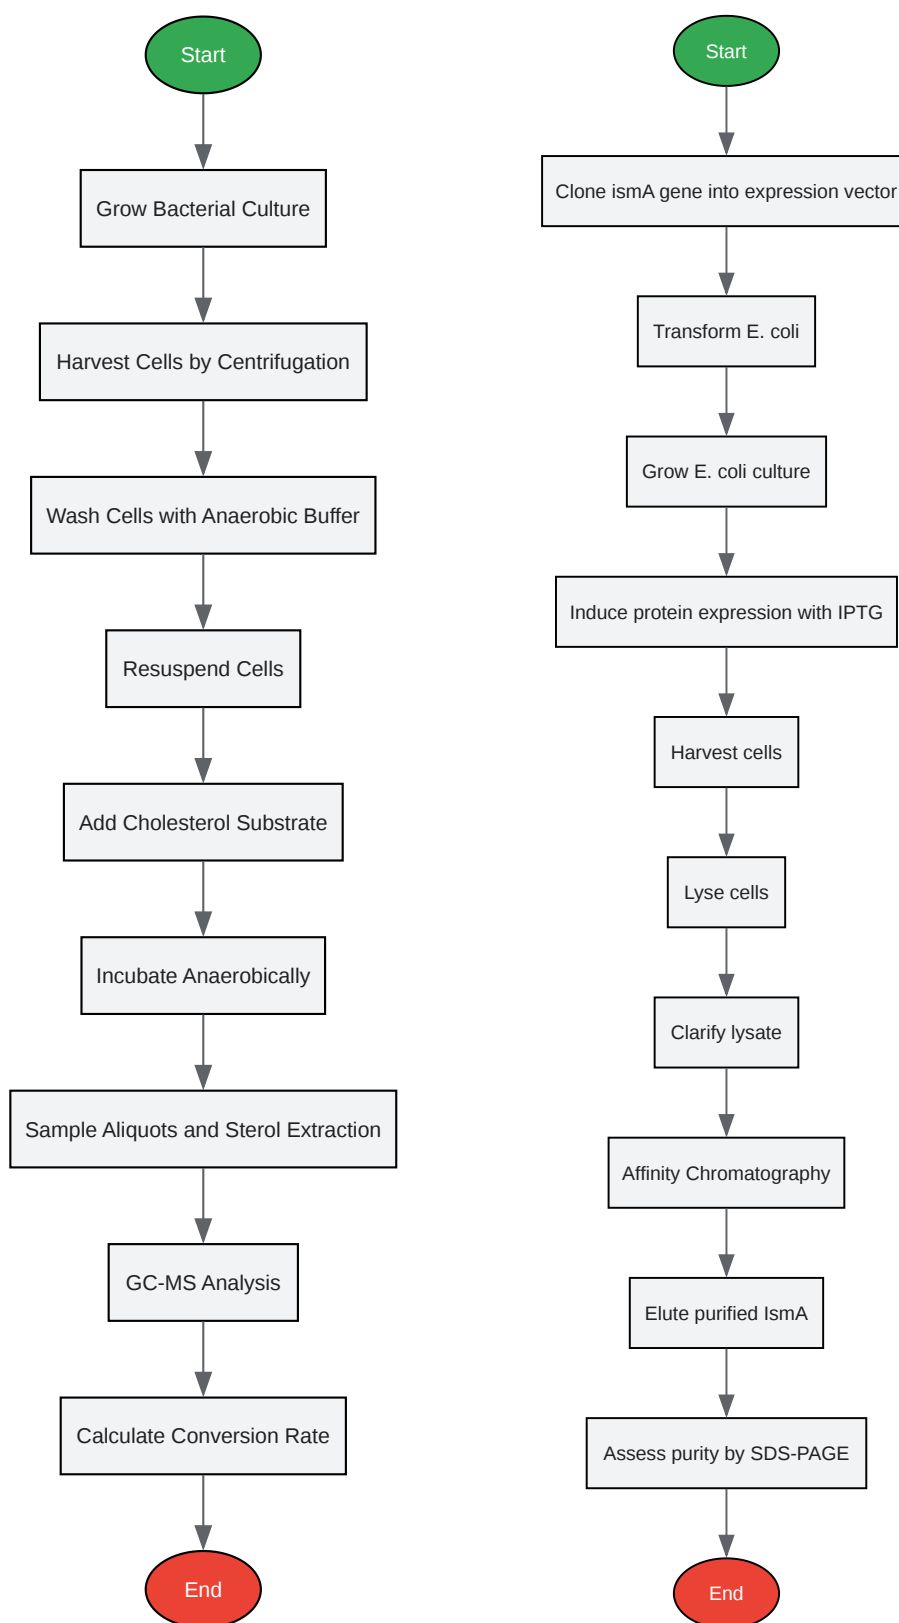 Start
Grow Bacterial Culture
Harvest Cells by Centrifugation
Wash Cells with Anaerobic Buffer
Resuspend Cells
Add Cholesterol Substrate
Incubate Anaerobically
Sample Aliquots and Sterol Extraction
GC-MS Analysis
Calculate Conversion Rate
End
Start
Clone ismA gene into expression vector
Transform E. coli
Grow E. coli culture
Induce protein expression with IPTG
Harvest cells
Lyse cells
Clarify lysate
Affinity Chromatography
Elute purified IsmA
Assess purity by SDS-PAGE
End